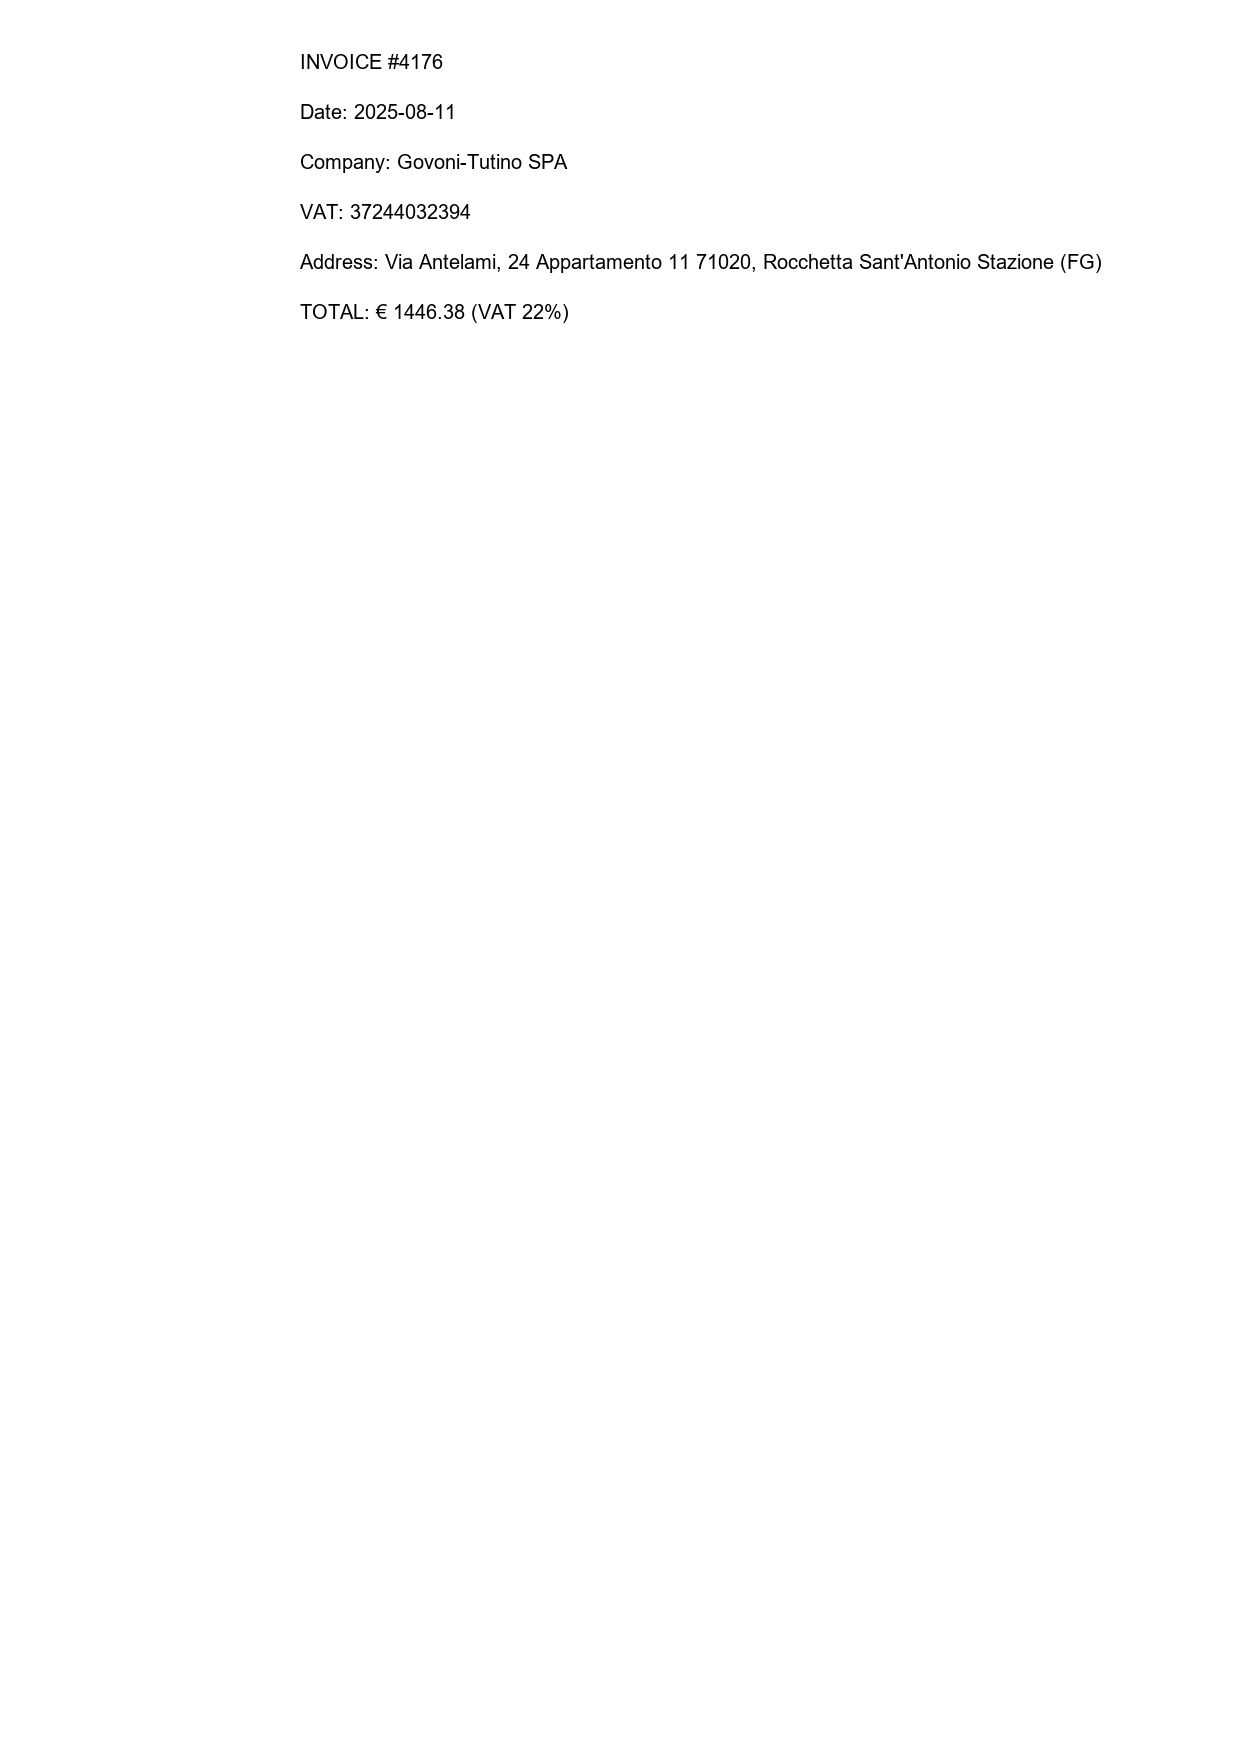 INVOICE #4176
Date: 2025-08-11
Company: Govoni-Tutino SPA
VAT: 37244032394
Address: Via Antelami, 24 Appartamento 11 71020, Rocchetta Sant'Antonio Stazione (FG)
TOTAL: € 1446.38 (VAT 22%)